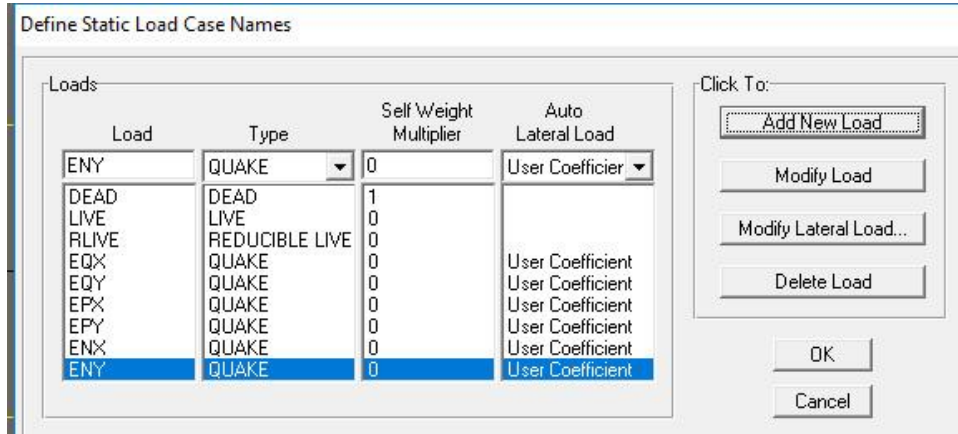 Define Static Load Case Names
Loads
Load Type Self Weight Multiplier Auto Lateral Load
ENY QUAKE 0 User Coefficier
DEAD DEAD 1
LIVE LIVE 0
RLIVE REDUCIBLE LIVE 0
EQX QUAKE 0 User Coefficient
EQY QUAKE 0 User Coefficient
EPX QUAKE 0 User Coefficient
EPY QUAKE 0 User Coefficient
ENX QUAKE 0 User Coefficient
ENY QUAKE 0 User Coefficient
Click To:
Add New Load
Modify Load
Modify Lateral Load...
Delete Load
OK
Cancel